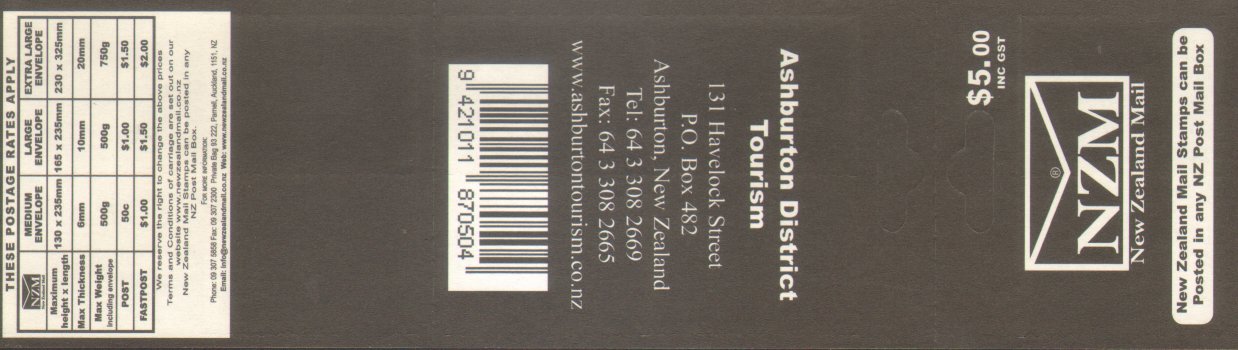 THESE POSTAGE RATES APPLY
NZM
New Zealand Mail
MEDIUM ENVELOPE
LARGE ENVELOPE
EXTRA LARGE ENVELOPE
Maximum height x length
130 x 235mm
165 x 235mm
230 x 325mm
Max Thickness
6mm
10mm
20mm
Max Weight including envelope
500g
500g
750g
POST
50c
$1.00
$1.50
FASTPOST
$1.00
$1.50
$2.00
We reserve the right to change the above prices
Terms and Conditions of carriage are set out on our
website www.newzealandmail.co.nz
New Zealand Mail Stamps can be posted in any
NZ Post Mail Box.
FOR MORE INFORMATION:
Phone: 09 307 5858 Fax: 09 307 2300 Private Bag 93 222, Parnell, Auckland, 1151, NZ
Email: info@newzealandmail.co.nz Web: www.newzealandmail.co.nz
9 421011 870504
Ashburton District
Tourism
131 Havelock Street
P.O. Box 482
Ashburton, New Zealand
Tel: 64 3 308 2669
Fax: 64 3 308 2665
www.ashburtontourism.co.nz
$5.00
INC GST
®
NZM
New Zealand Mail
New Zealand Mail Stamps can be
Posted in any NZ Post Mail Box